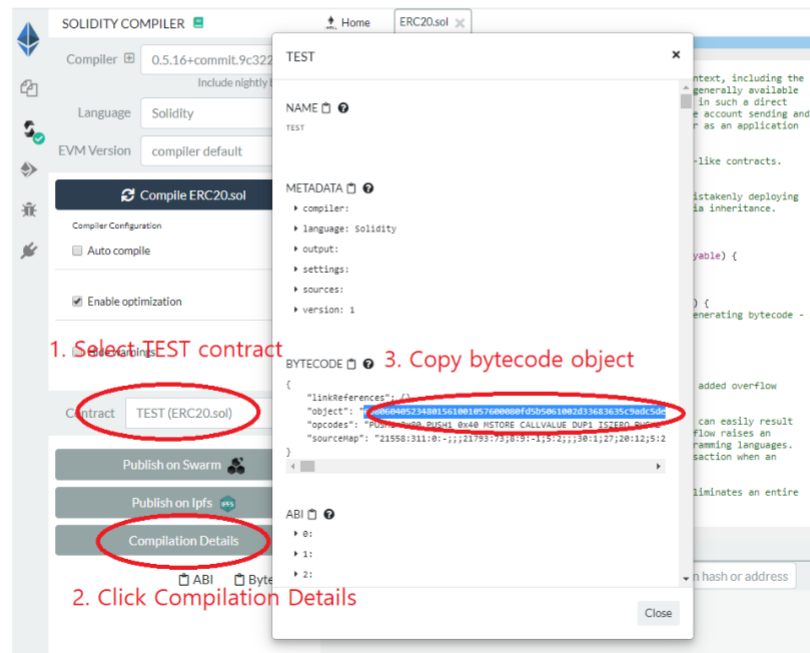 SOLIDITY COMPILER
Home
ERC20.sol
Compiler
0.5.16+commit.9c322
Include nightly
Language
Solidity
EVM Version
compiler default
Compile ERC20.sol
Compiler Configuration
Auto compile
Enable optimization
1. Select TEST contract
Contract
TEST (ERC20.sol)
Publish on Swarm
Publish on Ipfs
Compilation Details
ABI
2. Click Compilation Details
TEST
NAME
TEST
METADATA
compiler:
language: Solidity
output:
settings:
sources:
version: 1
BYTECODE
3. Copy bytecode object
{
"linkReferences": {}
"object":
"opcodes": "PUSH1 0x80 PUSH1 0x40 MSTORE CALLVALUE DUP1 ISZERO
"sourceMap": "21558:311:0:-;;;21793:73;8:9:-1;5:2;;;30:1;27;20:12;5:2
}
ABI
0:
1:
2:
Close
ntext, including the
generally available
in such a direct
e account sending and
r as an application
-like contracts.
istakenly deploying
ia inheritance.
yable) {
) {
enerating bytecode -
added overflow
can easily result
flow raises an
ramming languages.
saction when an
liminates an entire
n hash or address